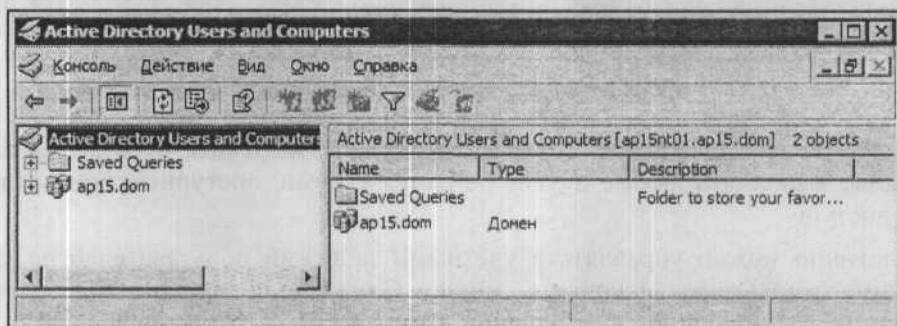 Active Directory Users and Computers
Консоль Действие Вид Окно Справка
Active Directory Users and Computers
Saved Queries
ap15.dom
Active Directory Users and Computers [ap15nt01.ap15.dom] 2 objects
Name Type Description
Saved Queries Folder to store your favor...
ap15.dom Домен